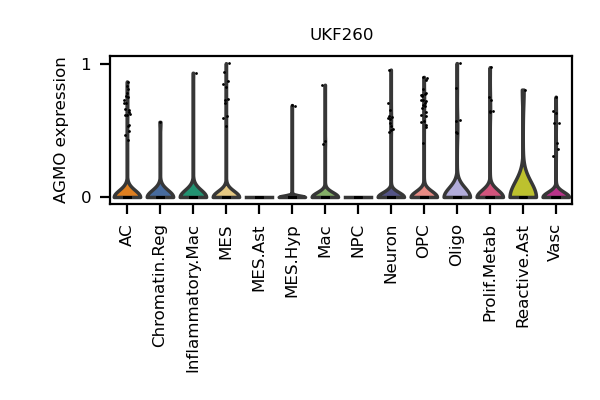 UKF260
AGMO expression
1
0
AC
Chromatin.Reg
Inflammatory.Mac
MES
MES.Ast
MES.Hyp
Mac
NPC
Neuron
OPC
Oligo
Prolif.Metab
Reactive.Ast
Vasc